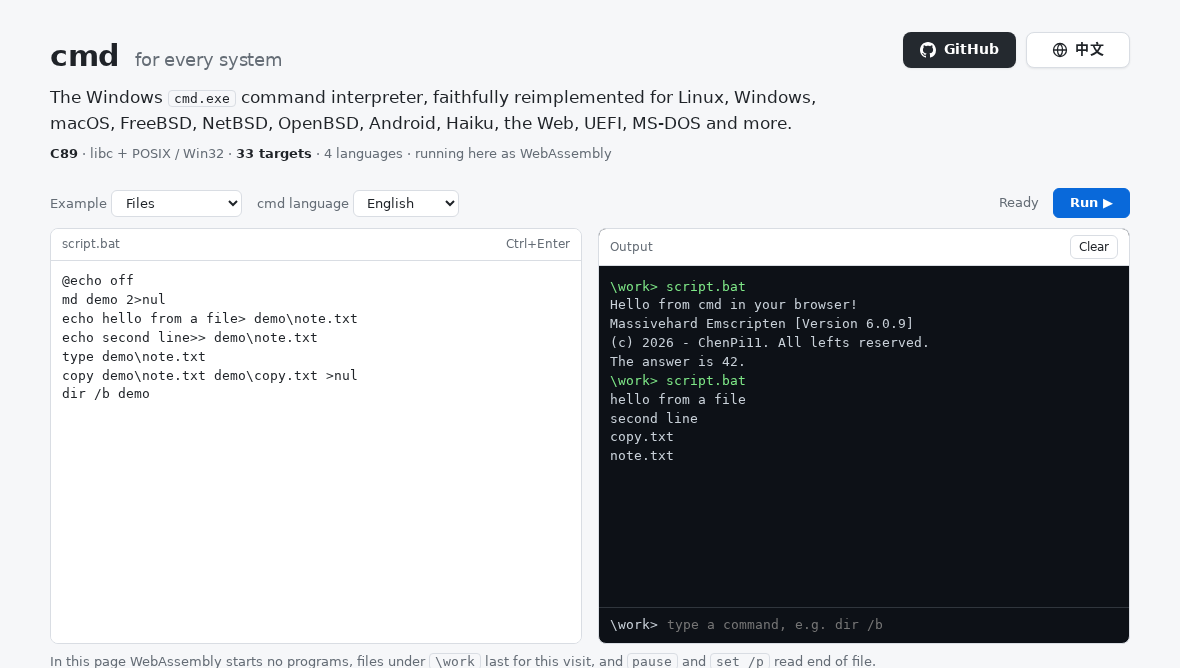 cmd for every system
GitHub
中文
The Windows cmd.exe command interpreter, faithfully reimplemented for Linux, Windows,
macOS, FreeBSD, NetBSD, OpenBSD, Android, Haiku, the Web, UEFI, MS-DOS and more.
C89 · libc + POSIX / Win32 · 33 targets · 4 languages · running here as WebAssembly
Example Files cmd language English Ready Run ▶
script.bat Ctrl+Enter
@echo off
md demo 2>nul
echo hello from a file> demo\note.txt
echo second line>> demo\note.txt
type demo\note.txt
copy demo\note.txt demo\copy.txt >nul
dir /b demo
Output Clear
\work> script.bat
Hello from cmd in your browser!
Massivehard Emscripten [Version 6.0.9]
(c) 2026 - ChenPi11. All lefts reserved.
The answer is 42.
\work> script.bat
hello from a file
second line
copy.txt
note.txt
\work> type a command, e.g. dir /b
In this page WebAssembly starts no programs, files under \work last for this visit, and pause and set /p read end of file.